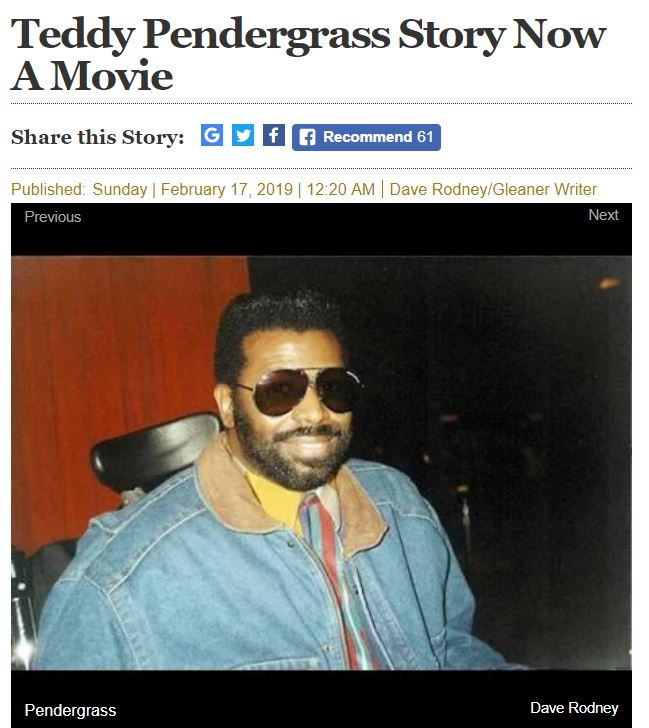 Teddy Pendergrass Story Now
A Movie
Share this Story:
Recommend 61
Published: Sunday | February 17, 2019 | 12:20 AM | Dave Rodney/Gleaner Writer
Previous
Next
Pendergrass
Dave Rodney